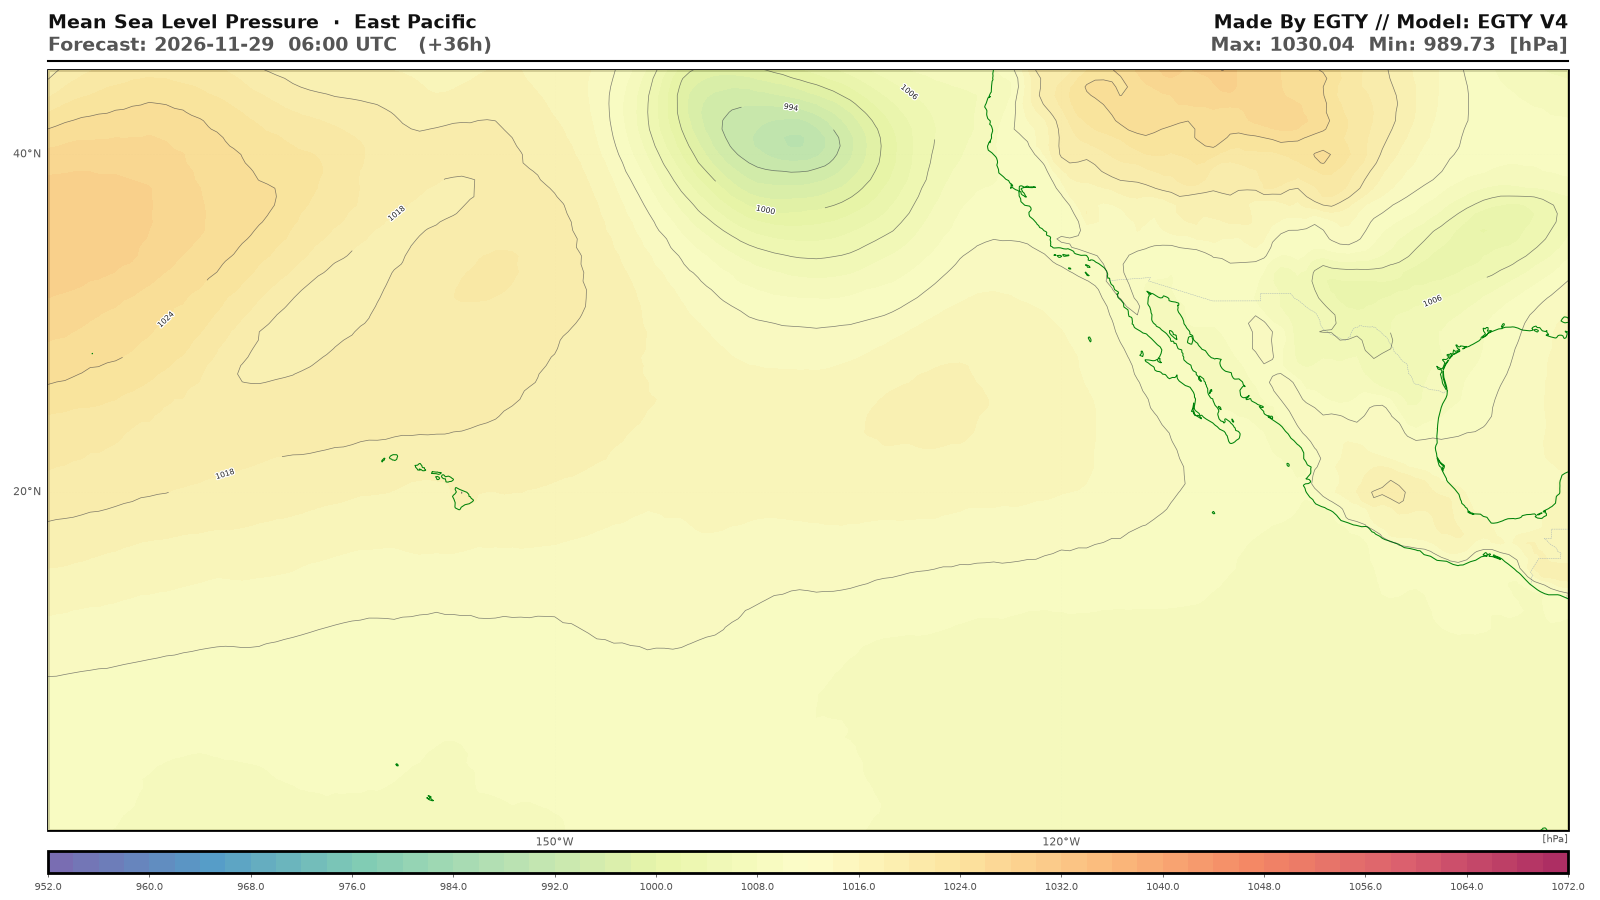 Mean Sea Level Pressure · East Pacific
Made By EGTY // Model: EGTY V4
Forecast: 2026-11-29 06:00 UTC (+36h)
Max: 1030.04 Min: 989.73 [hPa]
994
1006
40°N
1018
1000
1006
1024
1018
20°N
150°W
120°W
[hPa]
952.0
960.0
968.0
976.0
984.0
992.0
1000.0
1008.0
1016.0
1024.0
1032.0
1040.0
1048.0
1056.0
1064.0
1072.0